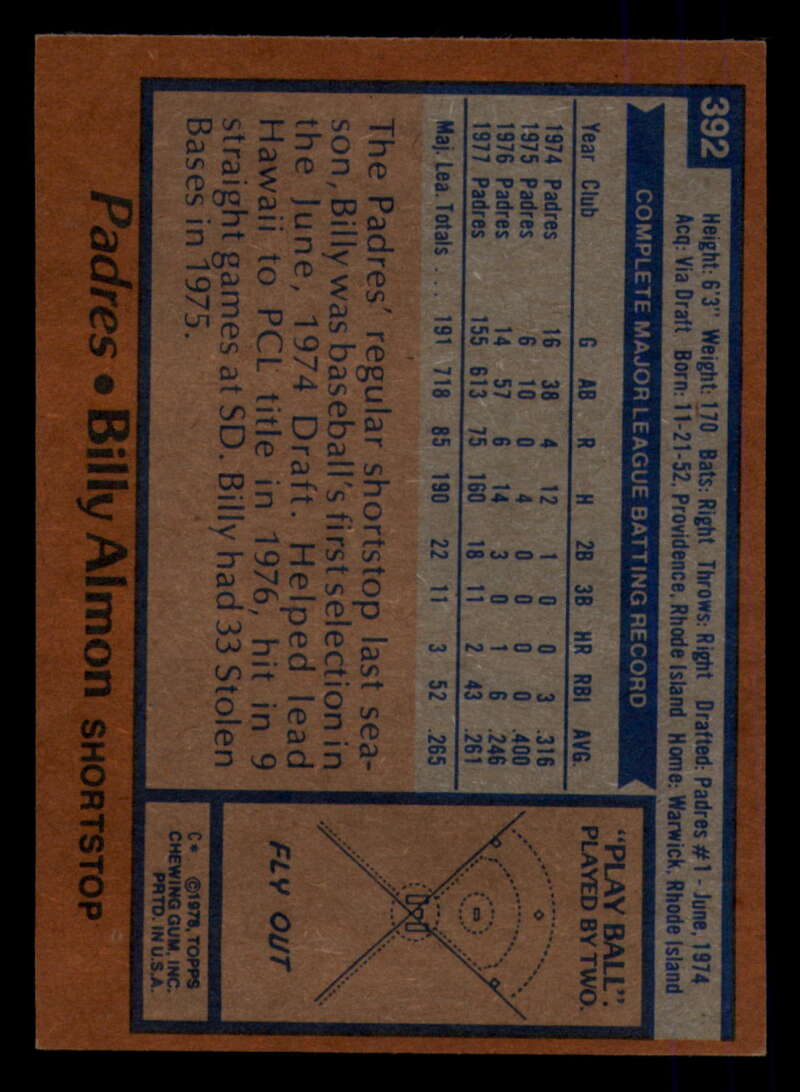 392
Height: 6'3" Weight: 170 Bats: Right Throws: Right Drafted: Padres #1 - June, 1974
Acq: Via Draft Born: 11-21-52, Providence, Rhode Island Home: Warwick, Rhode Island
COMPLETE MAJOR LEAGUE BATTING RECORD
Year Club G AB R H 2B 3B HR RBI AVG.
1974 Padres 16 38 4 12 1 0 0 3 .316
1975 Padres 6 10 0 4 0 0 0 0 .400
1976 Padres 14 57 6 14 3 0 1 6 .246
1977 Padres 155 613 75 160 18 11 2 43 .261
Maj. Lea. Totals . . . 191 718 85 190 22 11 3 52 .265
The Padres' regular shortstop last sea-
son, Billy was baseball's first selection in
the June, 1974 Draft. Helped lead
Hawaii to PCL title in 1976, hit in 9
straight games at SD. Billy had 33 Stolen
Bases in 1975.
"PLAY BALL":
PLAYED BY TWO.
FLY OUT
C* ©1978, TOPPS
CHEWING GUM, INC.
PRTD. IN U.S.A.
Padres • Billy Almon SHORTSTOP